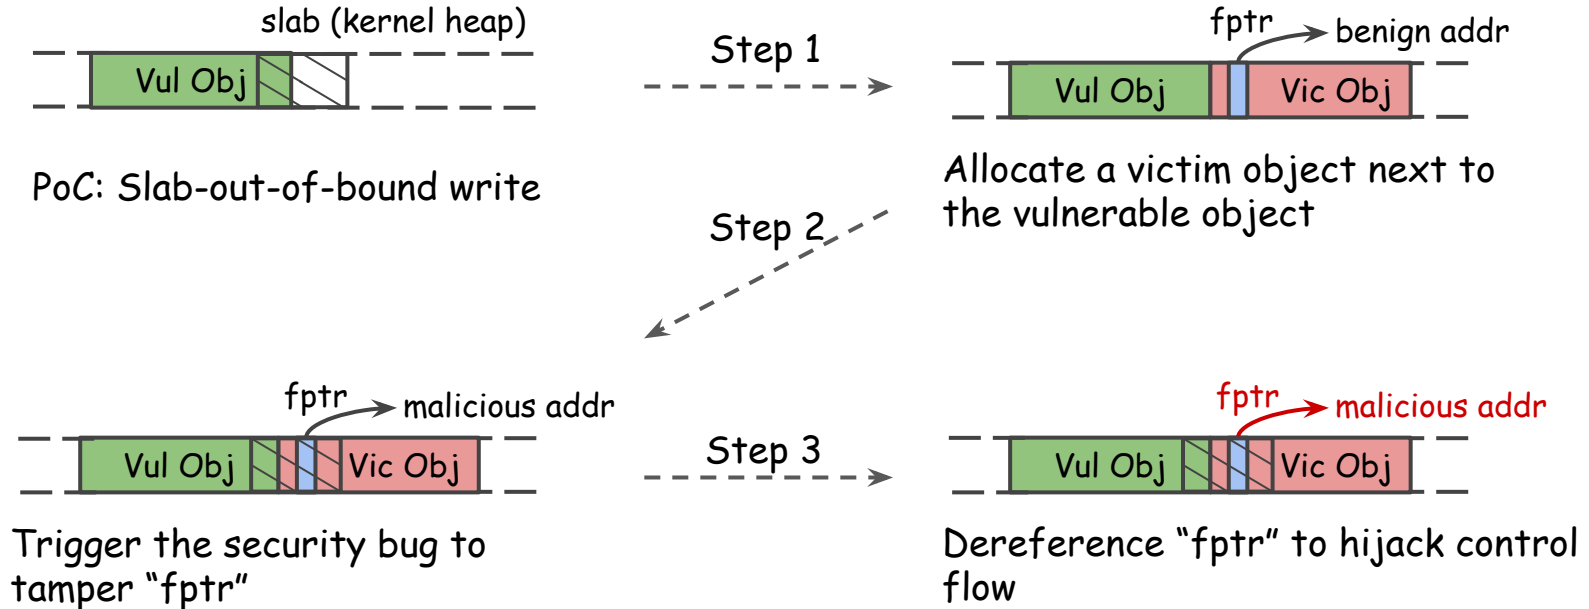 slab (kernel heap)
Vul Obj
PoC: Slab-out-of-bound write
Step 1
fptr
benign addr
Vul Obj
Vic Obj
Allocate a victim object next to
the vulnerable object
Step 2
fptr
malicious addr
Vul Obj
Vic Obj
Trigger the security bug to
tamper “fptr”
Step 3
fptr
malicious addr
Vul Obj
Vic Obj
Dereference “fptr” to hijack control
flow